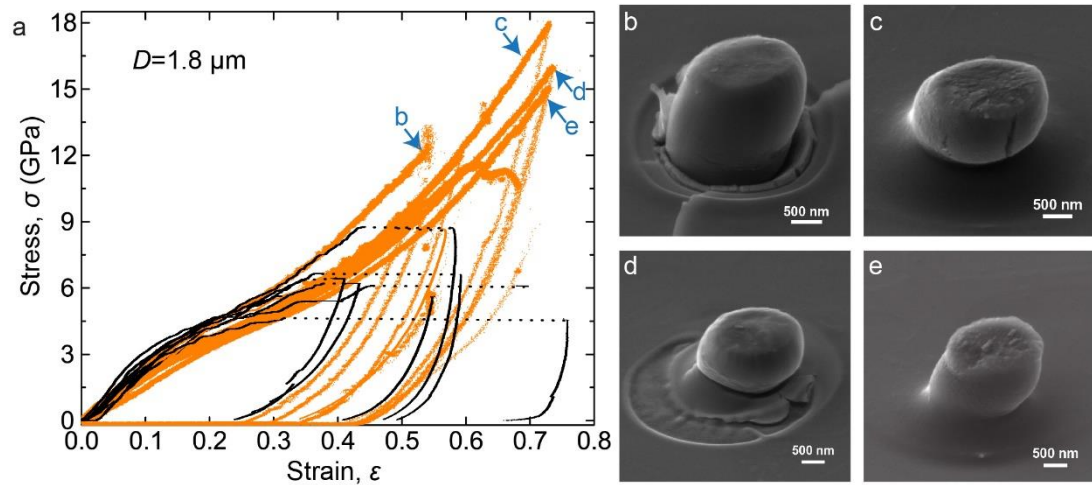 a
D=1.8 μm
Stress, σ (GPa)
18
15
12
9
6
3
0
0.0 0.1 0.2 0.3 0.4 0.5 0.6 0.7 0.8
Strain, ε
b
c
d
e
b
500 nm
c
500 nm
d
500 nm
e
500 nm